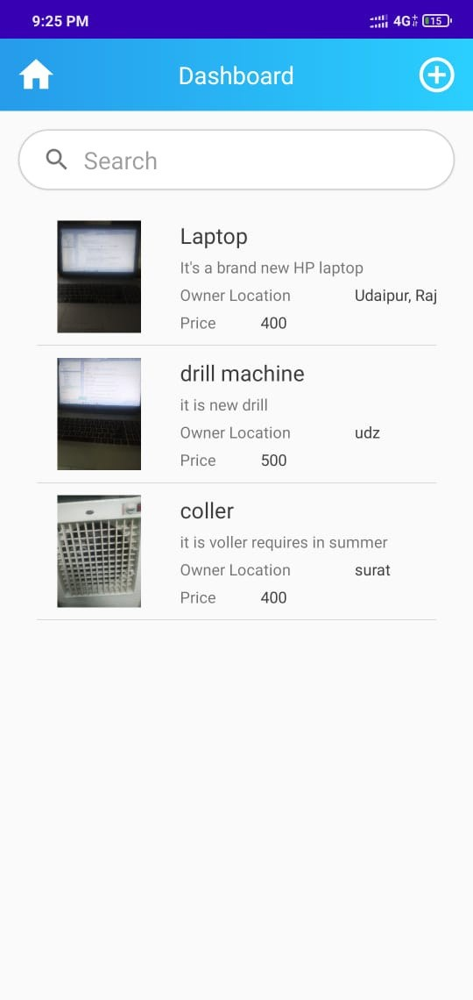 9:25 PM 4G 15
Dashboard
Search
Laptop
It's a brand new HP laptop
Owner Location Udaipur, Raj
Price 400
drill machine
it is new drill
Owner Location udz
Price 500
coller
it is voller requires in summer
Owner Location surat
Price 400